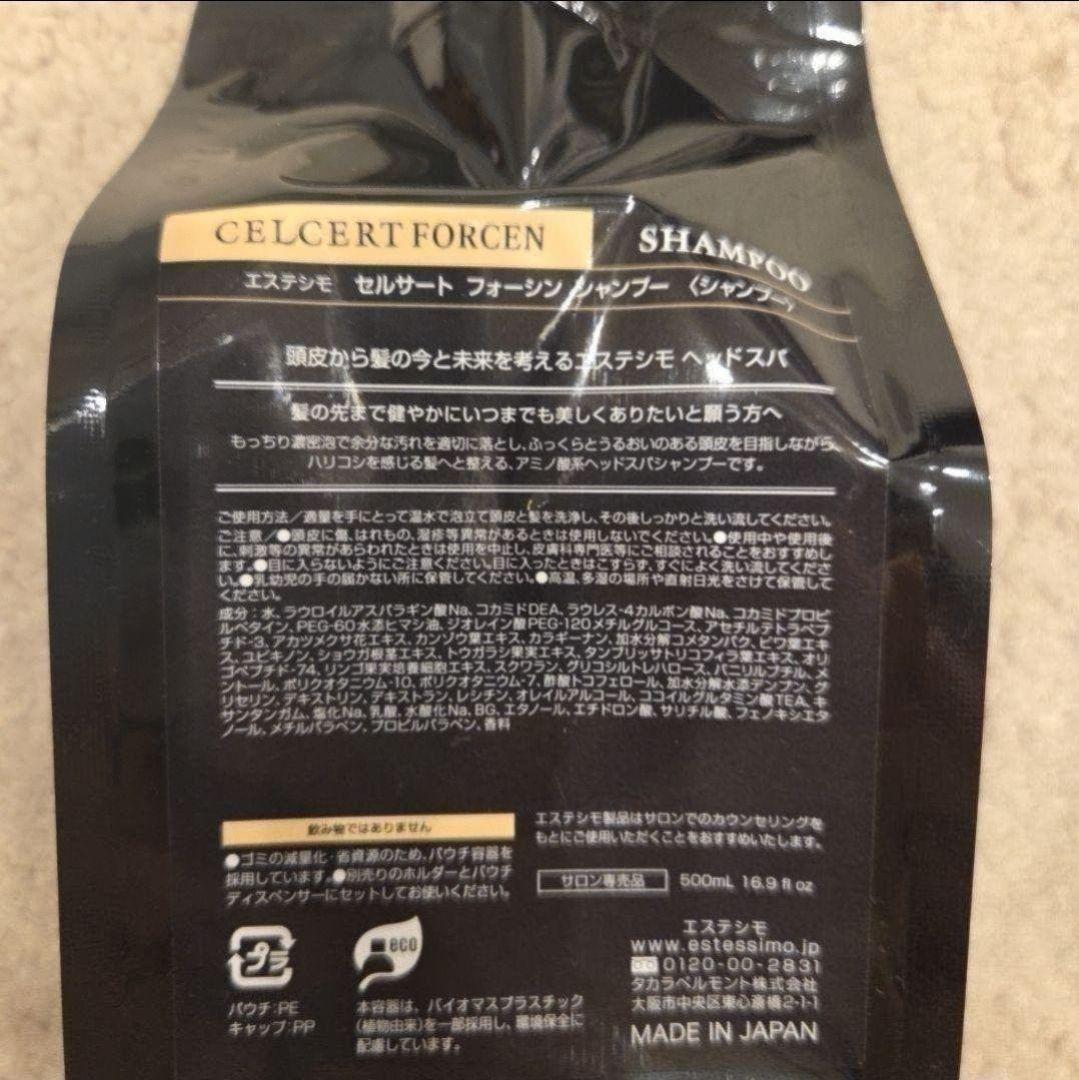 CELCERT FORCEN
SHAMPOO
エステシモ セルサート フォーシン シャンプー 〈シャンプー〉
頭皮から髪の今と未来を考えるエステシモ ヘッドスパ
髪の先まで健やかにいつまでも美しくありたいと願う方へ
もっちり濃密泡で余分な汚れを適切に落とし、ふっくらとうるおいのある頭皮を目指しながら
ハリコシを感じる髪へと整える、アミノ酸系ヘッドスパシャンプーです。
ご使用方法／適量を手にとって温水で泡立て頭皮と髪を洗浄し、その後しっかりと洗い流してください。
ご注意／●頭皮に傷、はれもの、湿疹等異常があるときは使用しないでください。●使用中や使用後
に、刺激等の異常があらわれたときは使用を中止し、皮膚科専門医等にご相談されることをおすすめし
ます。●目に入らないようにご注意ください。目に入ったときはこすらず、すぐによく洗い流してくださ
い。●乳幼児の手の届かない所に保管してください。●高温、多湿の場所や直射日光をさけて保管して
ください。
成分：水、ラウロイルアスパラギン酸Na、コカミドDEA、ラウレス-4カルボン酸Na、コカミドプロピ
ルベタイン、PEG-60水添ヒマシ油、ジオレイン酸PEG-120メチルグルコース、アセチルテトラペプ
チド-3、アカツメクサ花エキス、カンゾウ葉エキス、カラギーナン、加水分解コメタンパク、ビワ葉エキ
ス、ユビキノン、ショウガ根茎エキス、トウガラシ果実エキス、タンブリッサトリコフィラ葉エキス、オリ
ゴペプチド-74、リンゴ果実培養細胞エキス、スクワラン、グリコシルトレハロース、バニリルブチル、メ
ントール、ポリクオタニウム-10、ポリクオタニウム-7、酢酸トコフェロール、加水分解水添デンプン、グ
リセリン、デキストリン、デキストラン、レシチン、オレイルアルコール、ココイルグルタミン酸TEA、キ
サンタンガム、塩化Na、乳酸、水酸化Na、BG、エタノール、エチドロン酸、サリチル酸、フェノキシエタ
ノール、メチルパラベン、プロピルパラベン、香料
飲み物ではありません
●ゴミの減量化・省資源のため、パウチ容器を
採用しています。●別売りのホルダーとパウチ
ディスペンサーにセットしてお使いください。
エステシモ製品はサロンでのカウンセリングを
もとにご使用いただくことをおすすめいたします。
サロン専売品 500mL 16.9 fl oz
プラ
パウチ:PE
キャップ:PP
eco
本容器は、バイオマスプラスチック
(植物由来)を一部採用し、環境保全に
配慮しています。
エステシモ
www.estessimo.jp
0120-00-2831
タカラベルモント株式会社
大阪市中央区東心斎橋2-1-1
MADE IN JAPAN